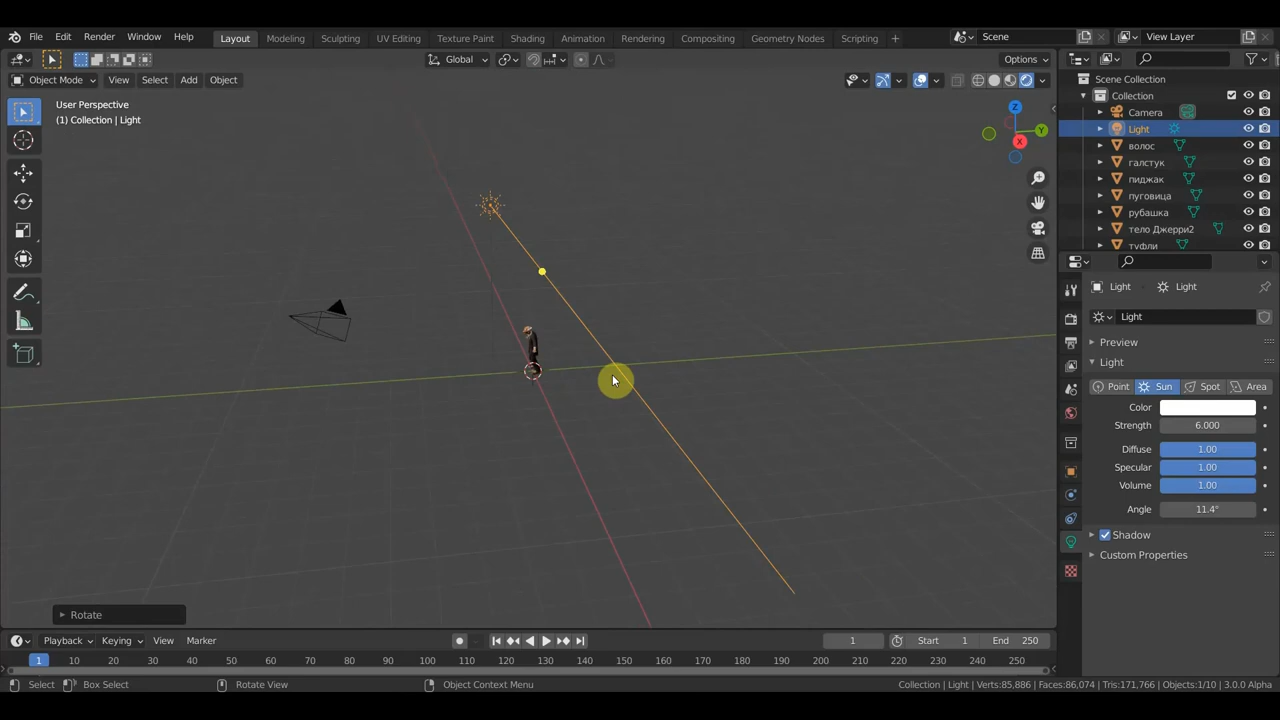 File Edit Render Window Help Layout Modeling Sculpting UV Editing Texture Paint Shading Animation Rendering Compositing Geometry Nodes Scripting + Scene View Layer
Global Options
Object Mode View Select Add Object
User Perspective
(1) Collection | Light
Z
Y
X
Scene Collection
Collection
Camera
Light
волос
галстук
пиджак
пуговица
рубашка
тело Джерри2
туфли
Light Light
Light
Preview
Light
Point Sun Spot Area
Color
Strength 6.000
Diffuse 1.00
Specular 1.00
Volume 1.00
Angle 11.4°
Shadow
Custom Properties
Rotate
Playback Keying View Marker 1 Start 1 End 250
1 10 20 30 40 50 60 70 80 90 100 110 120 130 140 150 160 170 180 190 200 210 220 230 240 250
Select Box Select Rotate View Object Context Menu Collection | Light | Verts:85,886 | Faces:86,074 | Tris:171,766 | Objects:1/10 | 3.0.0 Alpha